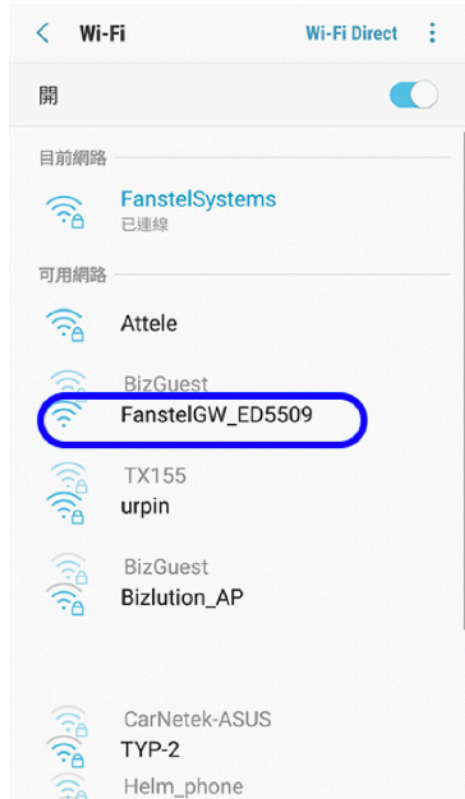 Wi-Fi Wi-Fi Direct
開
目前網路
FanstelSystems
已連線
可用網路
Attele
BizGuest
FanstelGW_ED5509
TX155
urpin
BizGuest
Bizlution_AP
CarNetek-ASUS
TYP-2
Helm_phone